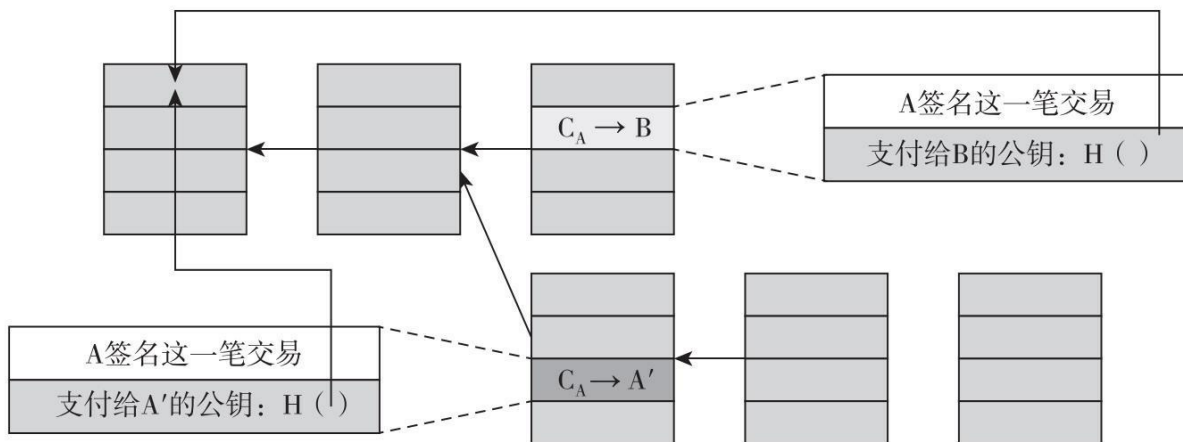 A签名这一笔交易
C_A → B
支付给B的公钥：H（ ）
A签名这一笔交易
C_A → A′
支付给A′的公钥：H（）